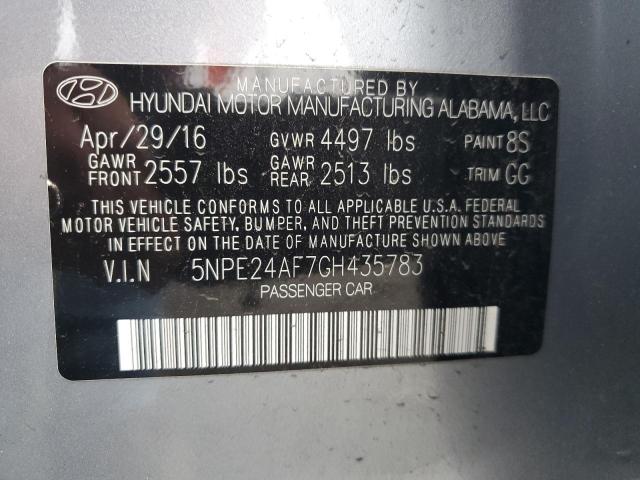 MANUFACTURED BY
HYUNDAI MOTOR MANUFACTURING ALABAMA, LLC
Apr/29/16 GVWR 4497 lbs PAINT 8S
GAWR FRONT 2557 lbs GAWR REAR 2513 lbs TRIM GG
THIS VEHICLE CONFORMS TO ALL APPLICABLE U.S.A. FEDERAL
MOTOR VEHICLE SAFETY, BUMPER, AND THEFT PREVENTION STANDARDS
IN EFFECT ON THE DATE OF MANUFACTURE SHOWN ABOVE.
V.I.N 5NPE24AF7GH435783
PASSENGER CAR